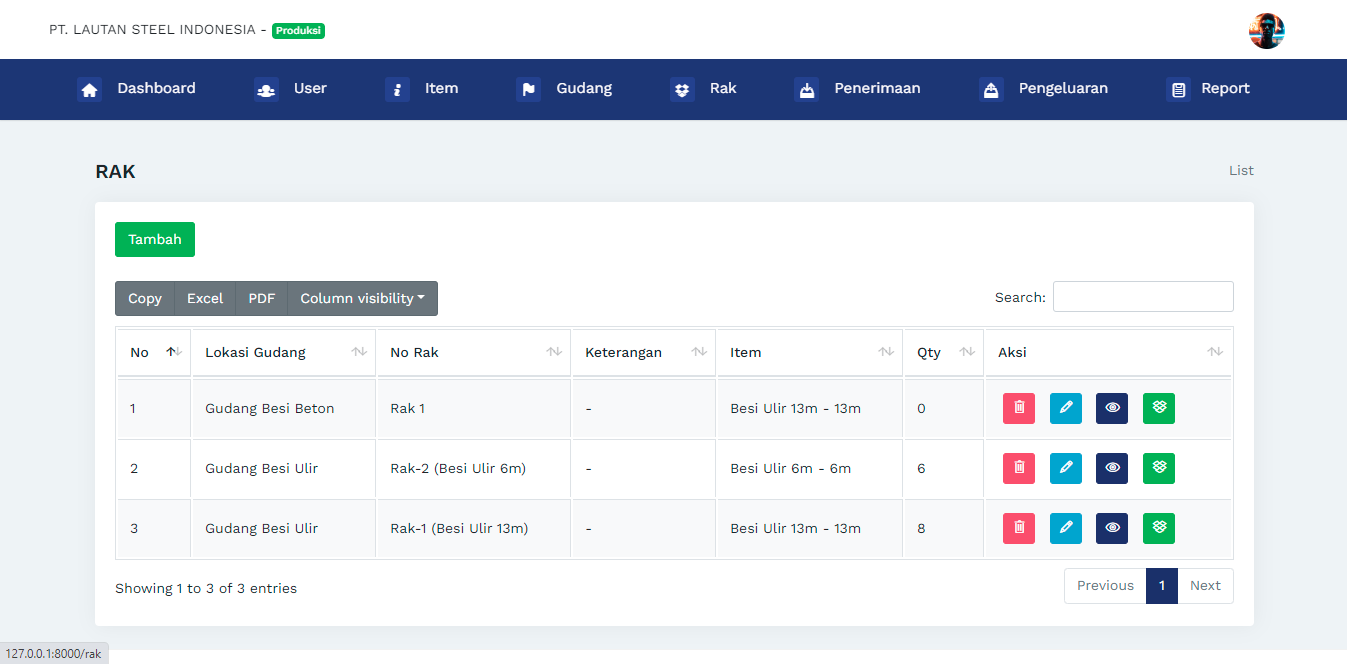 PT. LAUTAN STEEL INDONESIA - Produksi
Dashboard User Item Gudang Rak Penerimaan Pengeluaran Report
RAK List
Tambah
Copy Excel PDF Column visibility Search:
No Lokasi Gudang No Rak Keterangan Item Qty Aksi
1 Gudang Besi Beton Rak 1 - Besi Ulir 13m - 13m 0
2 Gudang Besi Ulir Rak-2 (Besi Ulir 6m) - Besi Ulir 6m - 6m 6
3 Gudang Besi Ulir Rak-1 (Besi Ulir 13m) - Besi Ulir 13m - 13m 8
Showing 1 to 3 of 3 entries Previous 1 Next
127.0.0.1:8000/rak